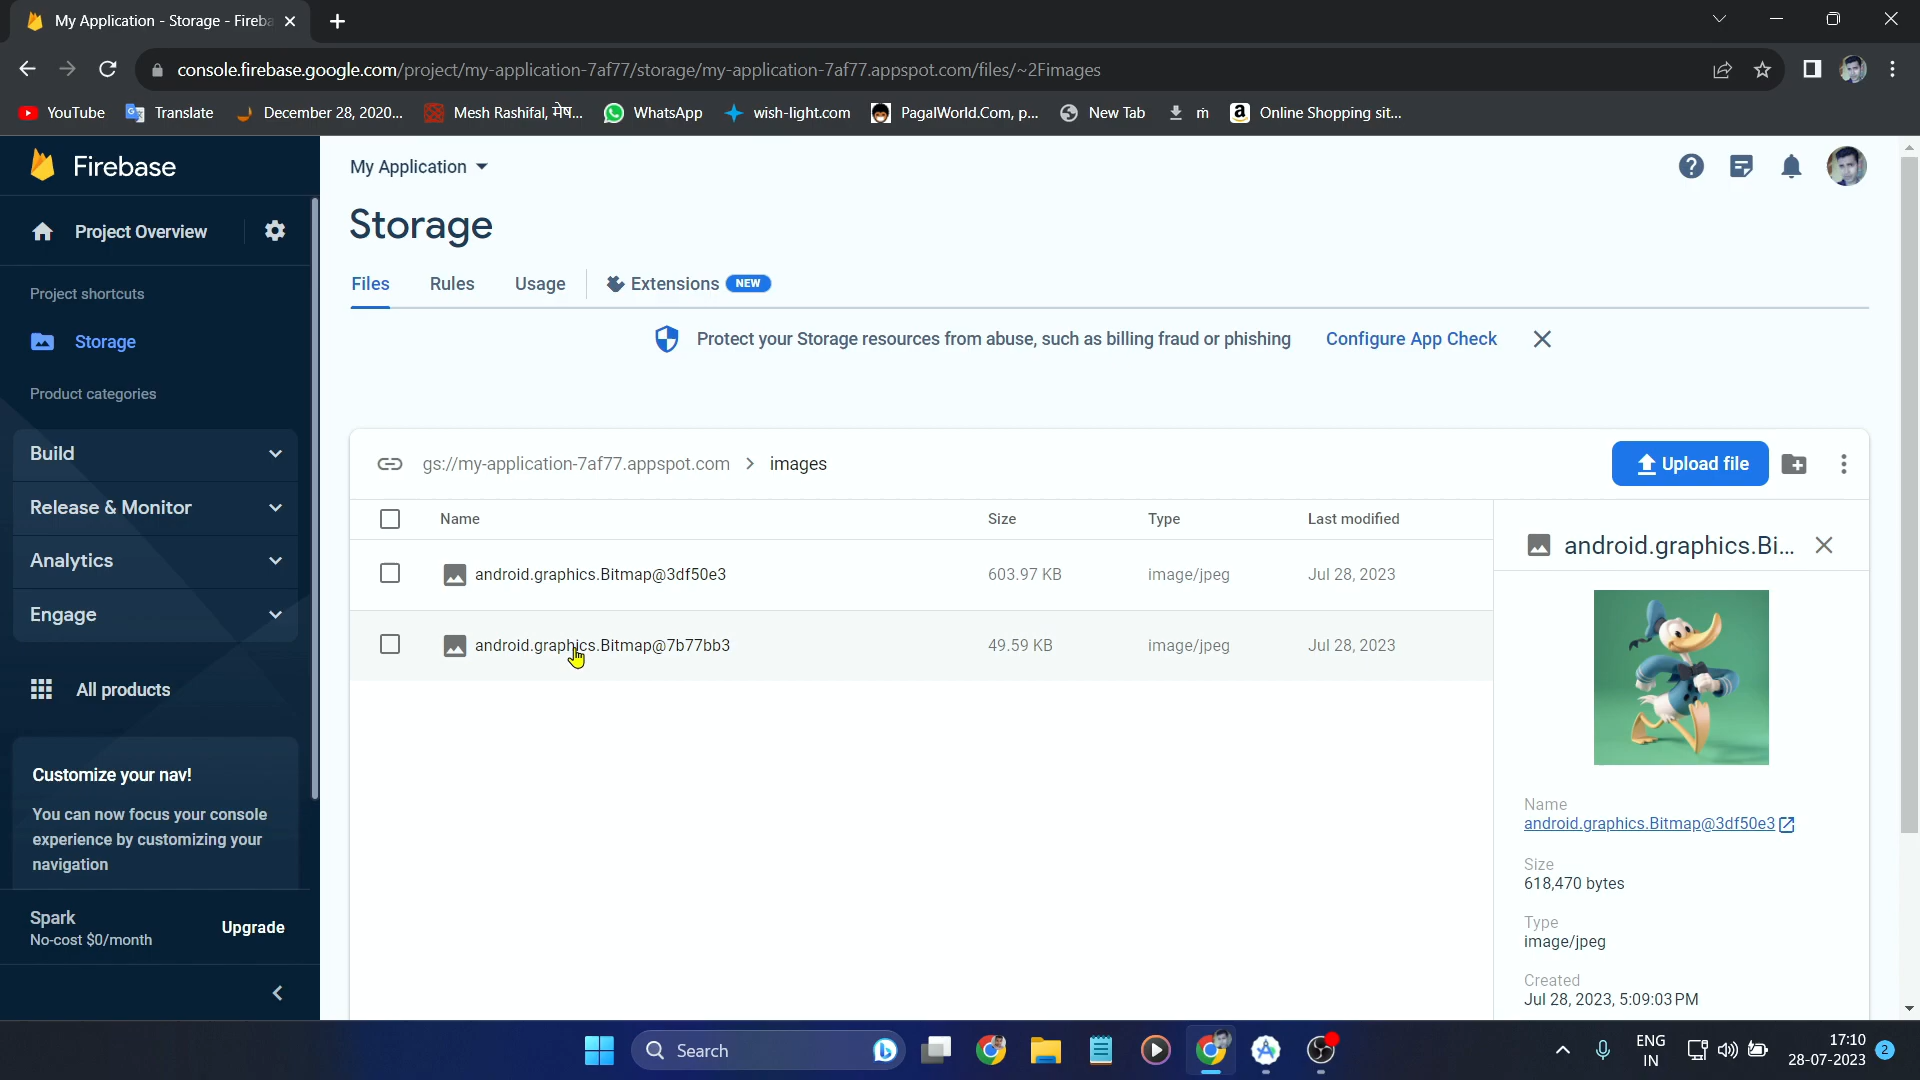 My Application - Storage - Fireba
console.firebase.google.com/project/my-application-7af77/storage/my-application-7af77.appspot.com/files/~2Fimages
YouTube Translate December 28, 2020... Mesh Rashifal, मेष... WhatsApp wish-light.com PagalWorld.Com, p... New Tab ṁ Online Shopping sit...
Firebase
Project Overview
Project shortcuts
Storage
Product categories
Build
Release & Monitor
Analytics
Engage
All products
Customize your nav!
You can now focus your console
experience by customizing your
navigation
Spark
No-cost $0/month
Upgrade
My Application
Storage
Files Rules Usage Extensions NEW
Protect your Storage resources from abuse, such as billing fraud or phishing Configure App Check
gs://my-application-7af77.appspot.com > images
Upload file
Name Size Type Last modified
android.graphics.Bitmap@3df50e3 603.97 KB image/jpeg Jul 28, 2023
android.graphics.Bitmap@7b77bb3 49.59 KB image/jpeg Jul 28, 2023
android.graphics.Bi...
Name
android.graphics.Bitmap@3df50e3
Size
618,470 bytes
Type
image/jpeg
Created
Jul 28, 2023, 5:09:03 PM
Search
ENG
IN
17:10
28-07-2023
2